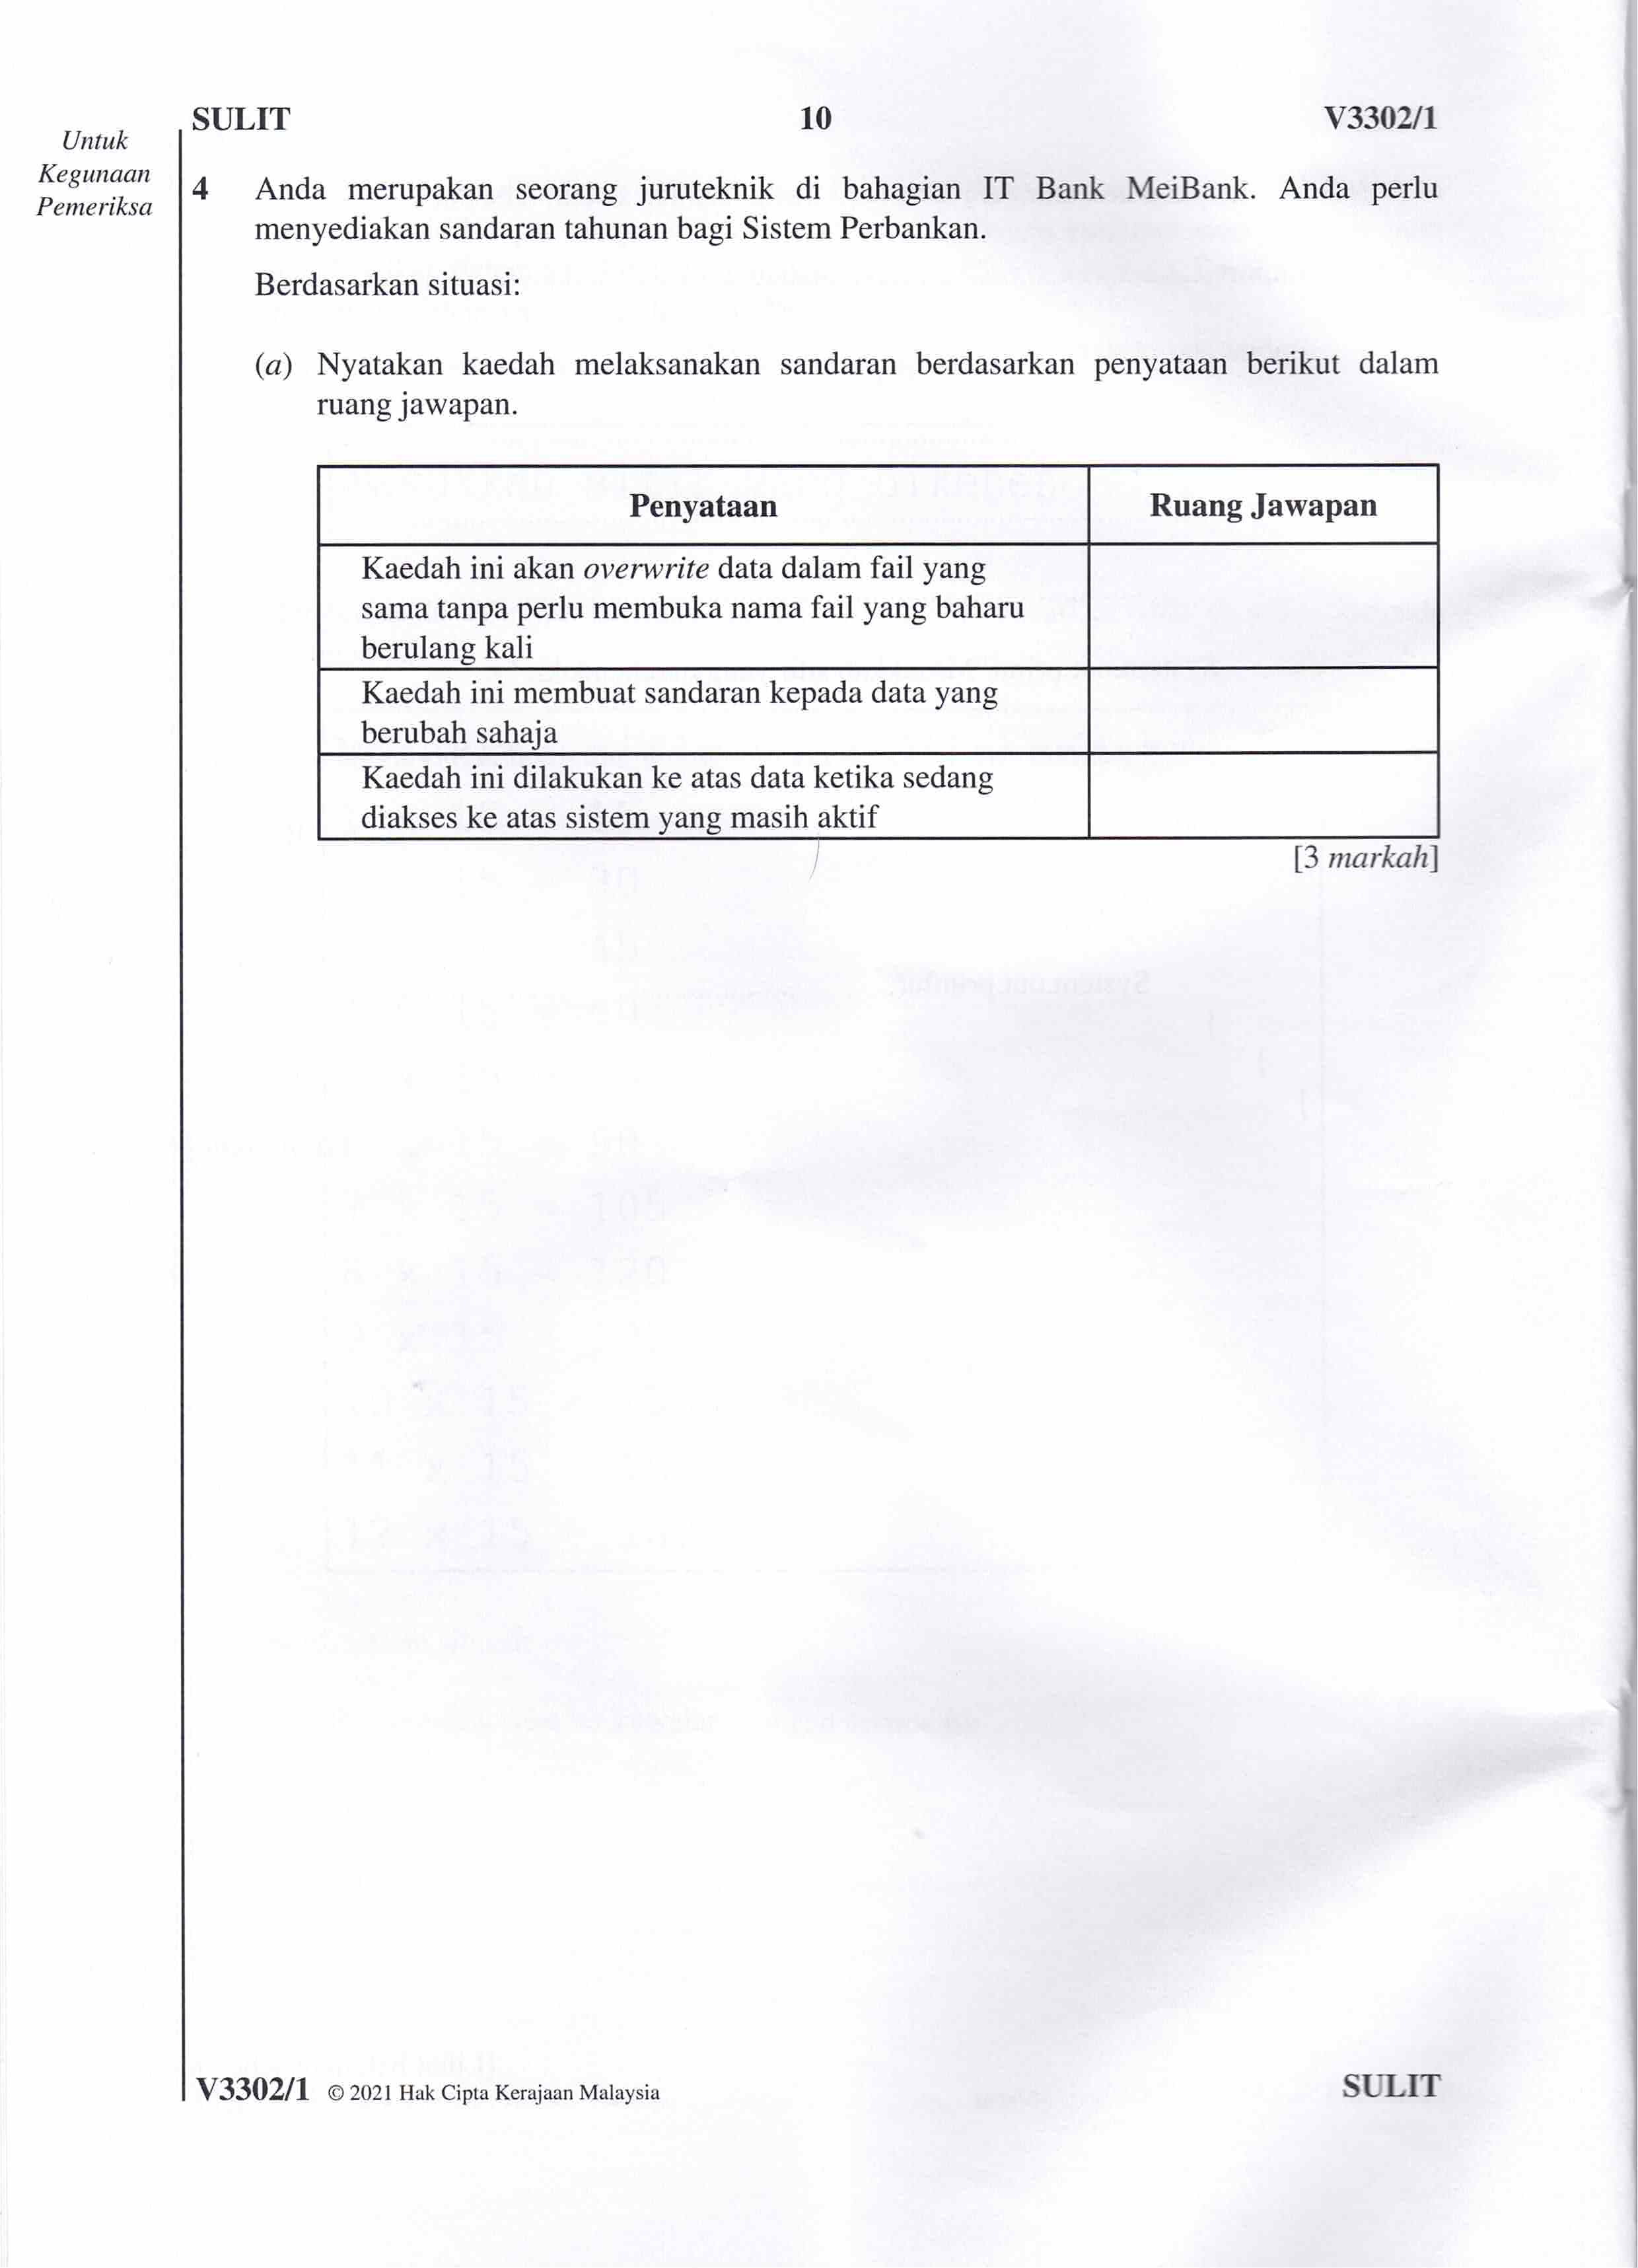 SULIT 10 V3302/1
Untuk
Kegunaan
Pemeriksa
4 Anda merupakan seorang juruteknik di bahagian IT Bank MeiBank. Anda perlu
menyediakan sandaran tahunan bagi Sistem Perbankan.
Berdasarkan situasi:
(a) Nyatakan kaedah melaksanakan sandaran berdasarkan penyataan berikut dalam
ruang jawapan.
Penyataan Ruang Jawapan
Kaedah ini akan overwrite data dalam fail yang
sama tanpa perlu membuka nama fail yang baharu
berulang kali
Kaedah ini membuat sandaran kepada data yang
berubah sahaja
Kaedah ini dilakukan ke atas data ketika sedang
diakses ke atas sistem yang masih aktif
[3 markah]
V3302/1 © 2021 Hak Cipta Kerajaan Malaysia SULIT